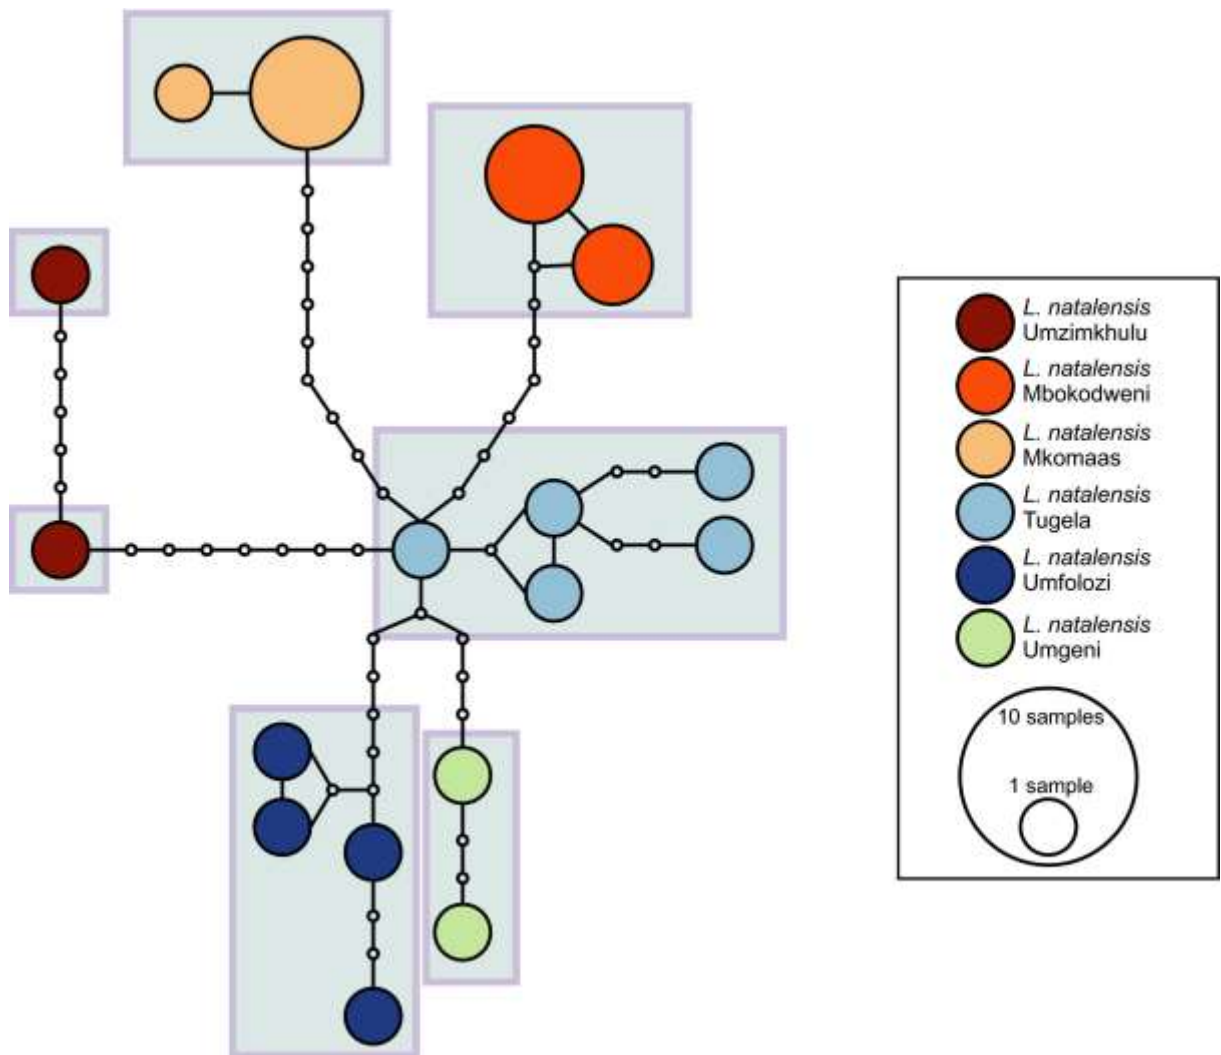 L. natalensis
Umzimkhulu
L. natalensis
Mbokodweni
L. natalensis
Mkomaas
L. natalensis
Tugela
L. natalensis
Umfolozi
L. natalensis
Umgeni
10 samples
1 sample